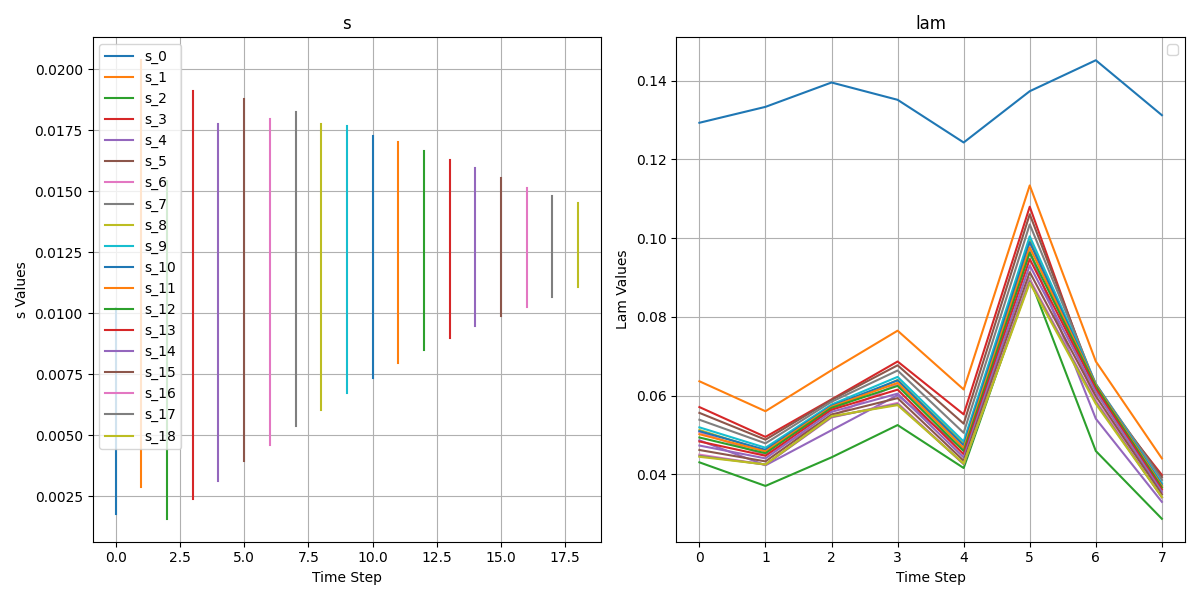 s
s Values
0.0200
0.0175
0.0150
0.0125
0.0100
0.0075
0.0050
0.0025
s_0
s_1
s_2
s_3
s_4
s_5
s_6
s_7
s_8
s_9
s_10
s_11
s_12
s_13
s_14
s_15
s_16
s_17
s_18
0.0 2.5 5.0 7.5 10.0 12.5 15.0 17.5
Time Step
lam
Lam Values
0.14
0.12
0.10
0.08
0.06
0.04
0 1 2 3 4 5 6 7
Time Step